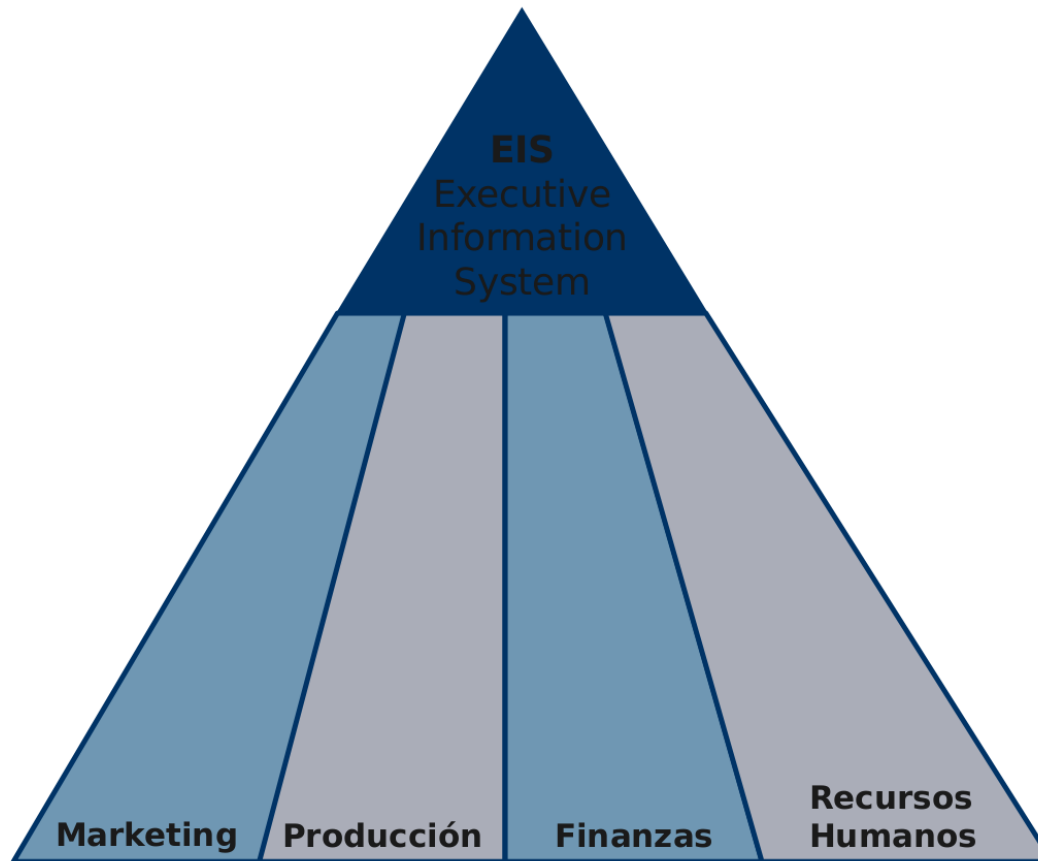 EIS
Executive
Information
System
Marketing
Producción
Finanzas
Recursos
Humanos